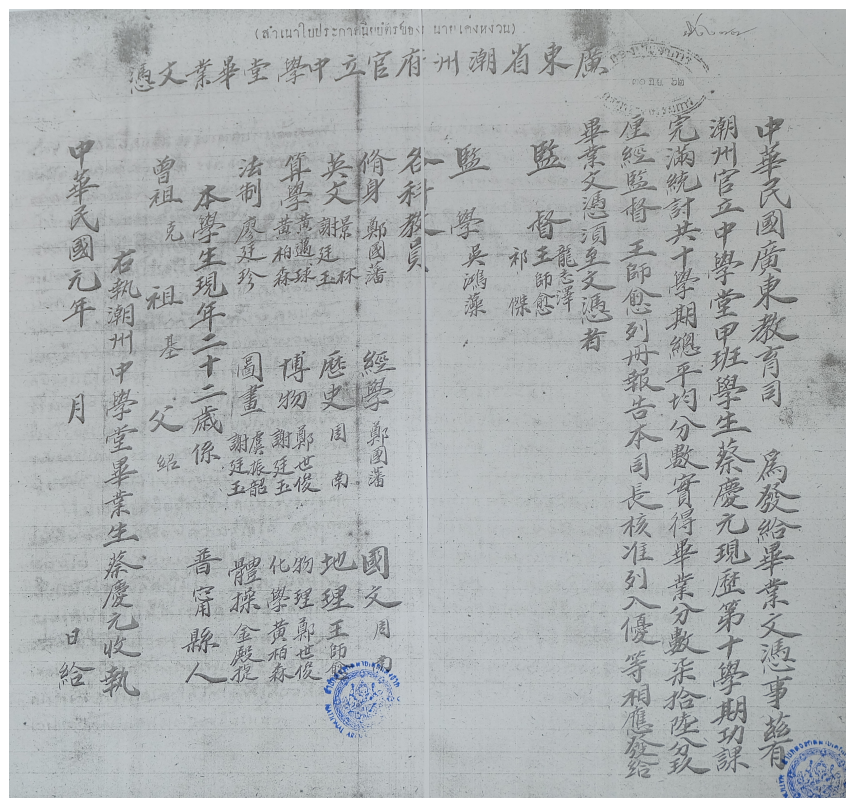 (สำเนาใบประกาศนียบัตรของ นายเคงหงวน)
廣東省潮州府官立中學堂畢業文憑
中華民國廣東教育司 為發給畢業文憑事茲有
潮州官立中學堂甲班學生蔡慶元現歷第十學期功課
完滿統計共十學期總平均分數實得畢業分數柒拾陸分玖
厘經監督 王師愈列冊報告本司長核准列入優等相應發給
畢業文憑須至文憑者
監督 龍志澤 王師愈 祁傑
監學 吳鴻藻
各科教員
脩身 鄭國藩 經學 鄭國藩 國文 周南
英文 景林 謝廷玉 歷史 周南 地理 王師愈
算學 黃遇球 黃柏森 博物 鄭世俊 謝廷玉 物理 鄭世俊 化學 黃柏森
法制 廖廷珍 圖畫 虞振韶 謝廷玉 體操 金殿提
本學生現年二十二歲係 普甯縣人
曾祖 克 祖 基 父 紹
右執潮州中學堂畢業生蔡慶元收執
中華民國元年 月 日給